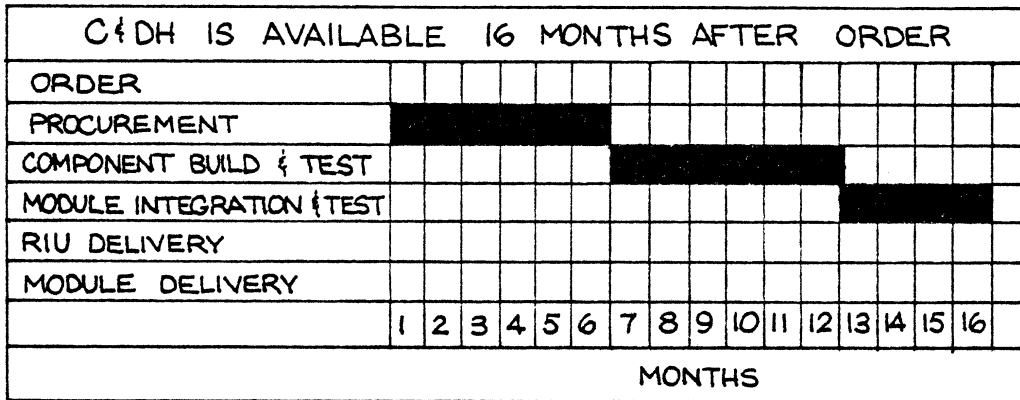 C&DH IS AVAILABLE 16 MONTHS AFTER ORDER
ORDER
PROCUREMENT
COMPONENT BUILD & TEST
MODULE INTEGRATION & TEST
RIU DELIVERY
MODULE DELIVERY
1 2 3 4 5 6 7 8 9 10 11 12 13 14 15 16
MONTHS